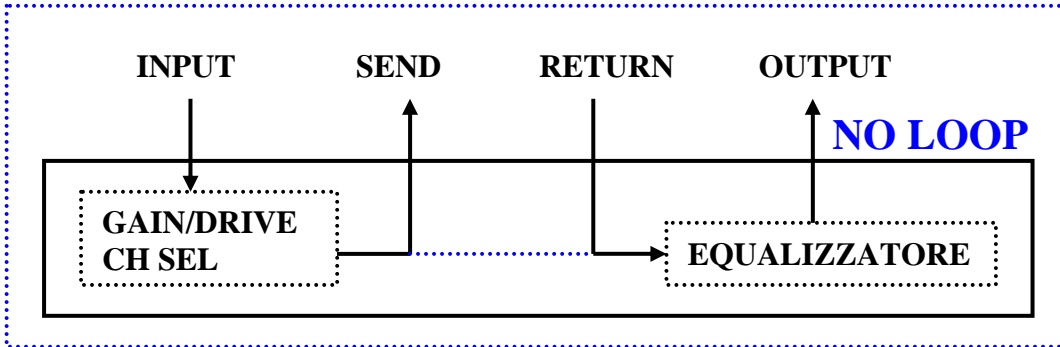 INPUT SEND RETURN OUTPUT
NO LOOP
GAIN/DRIVE
CH SEL
EQUALIZZATORE